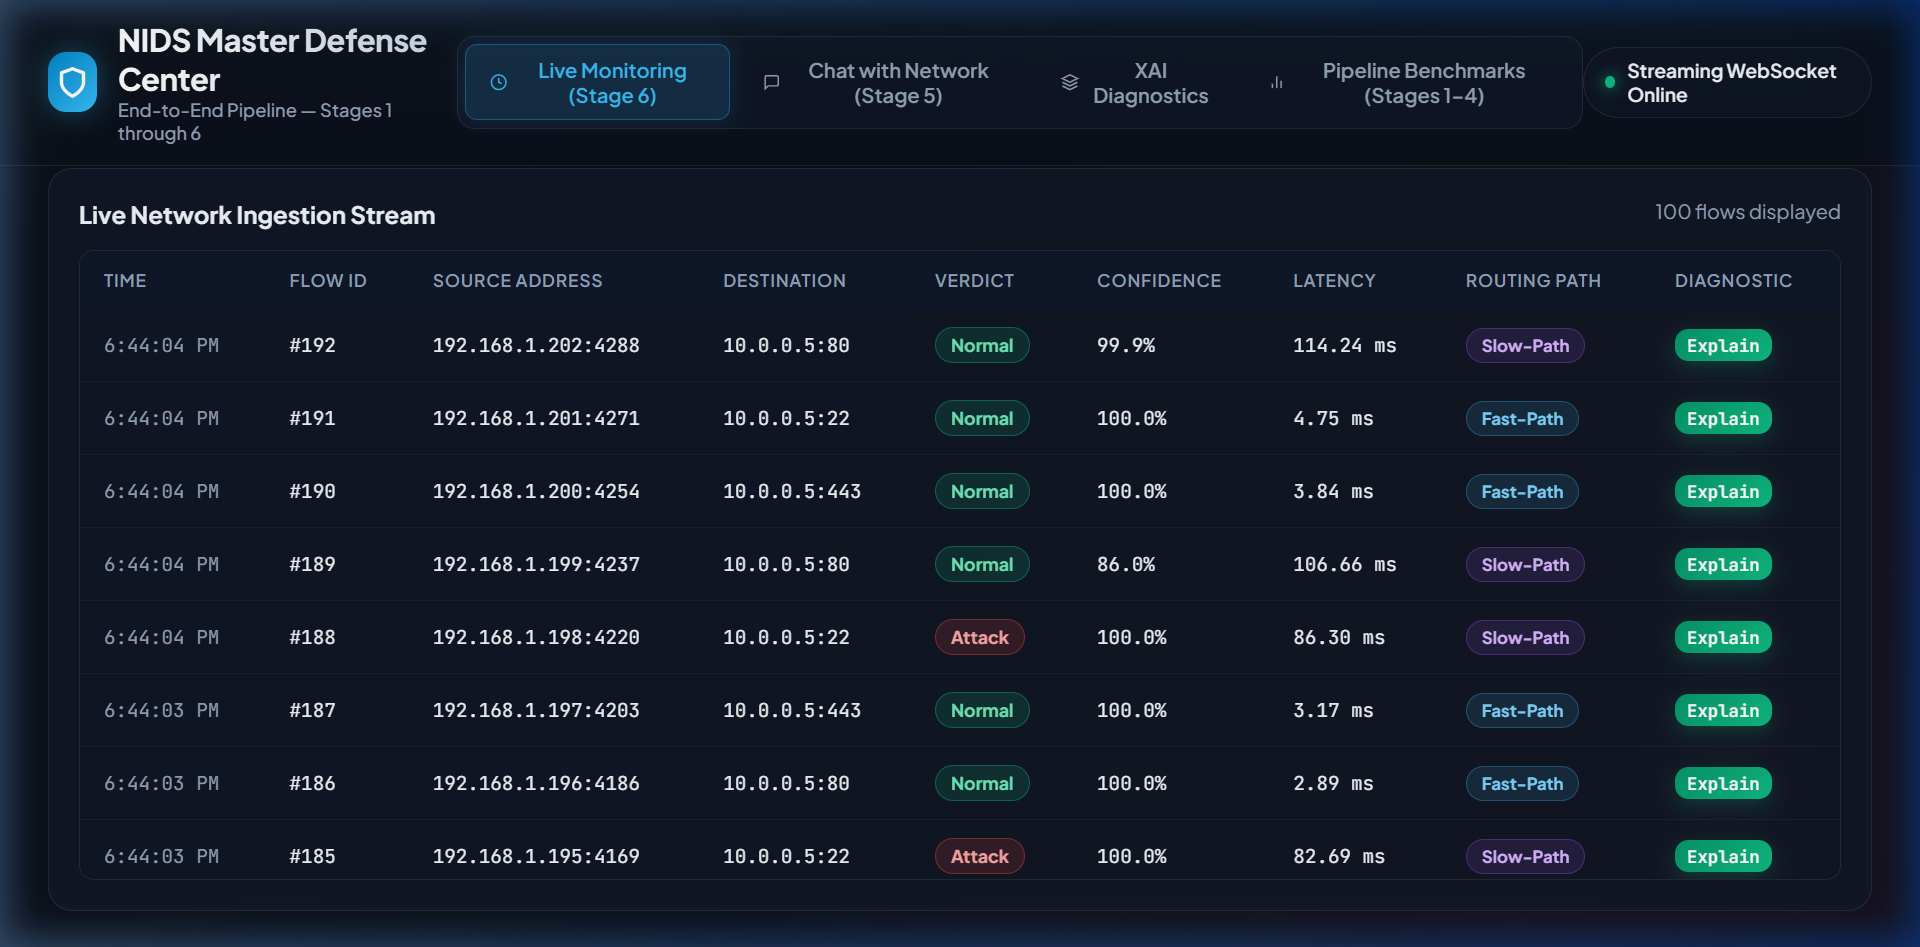 NIDS Master Defense
Center
End-to-End Pipeline — Stages 1
through 6
Live Monitoring
(Stage 6)
Chat with Network
(Stage 5)
XAI
Diagnostics
Pipeline Benchmarks
(Stages 1–4)
Streaming WebSocket
Online
Live Network Ingestion Stream
100 flows displayed
TIME FLOW ID SOURCE ADDRESS DESTINATION VERDICT CONFIDENCE LATENCY ROUTING PATH DIAGNOSTIC
6:44:04 PM #192 192.168.1.202:4288 10.0.0.5:80 Normal 99.9% 114.24 ms Slow-Path Explain
6:44:04 PM #191 192.168.1.201:4271 10.0.0.5:22 Normal 100.0% 4.75 ms Fast-Path Explain
6:44:04 PM #190 192.168.1.200:4254 10.0.0.5:443 Normal 100.0% 3.84 ms Fast-Path Explain
6:44:04 PM #189 192.168.1.199:4237 10.0.0.5:80 Normal 86.0% 106.66 ms Slow-Path Explain
6:44:04 PM #188 192.168.1.198:4220 10.0.0.5:22 Attack 100.0% 86.30 ms Slow-Path Explain
6:44:03 PM #187 192.168.1.197:4203 10.0.0.5:443 Normal 100.0% 3.17 ms Fast-Path Explain
6:44:03 PM #186 192.168.1.196:4186 10.0.0.5:80 Normal 100.0% 2.89 ms Fast-Path Explain
6:44:03 PM #185 192.168.1.195:4169 10.0.0.5:22 Attack 100.0% 82.69 ms Slow-Path Explain